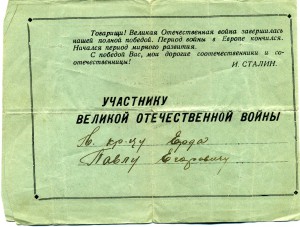 Товарищи! Великая Отечественная война завершилась
нашей полной победой. Период войны в Европе кончился.
Начался период мирного развития.
С победой Вас, мои дорогие соотечественники и со-
отечественницы!
И. СТАЛИН.
УЧАСТНИКУ
ВЕЛИКОЙ ОТЕЧЕСТВЕННОЙ ВОЙНЫ
Павлу Егоровичу